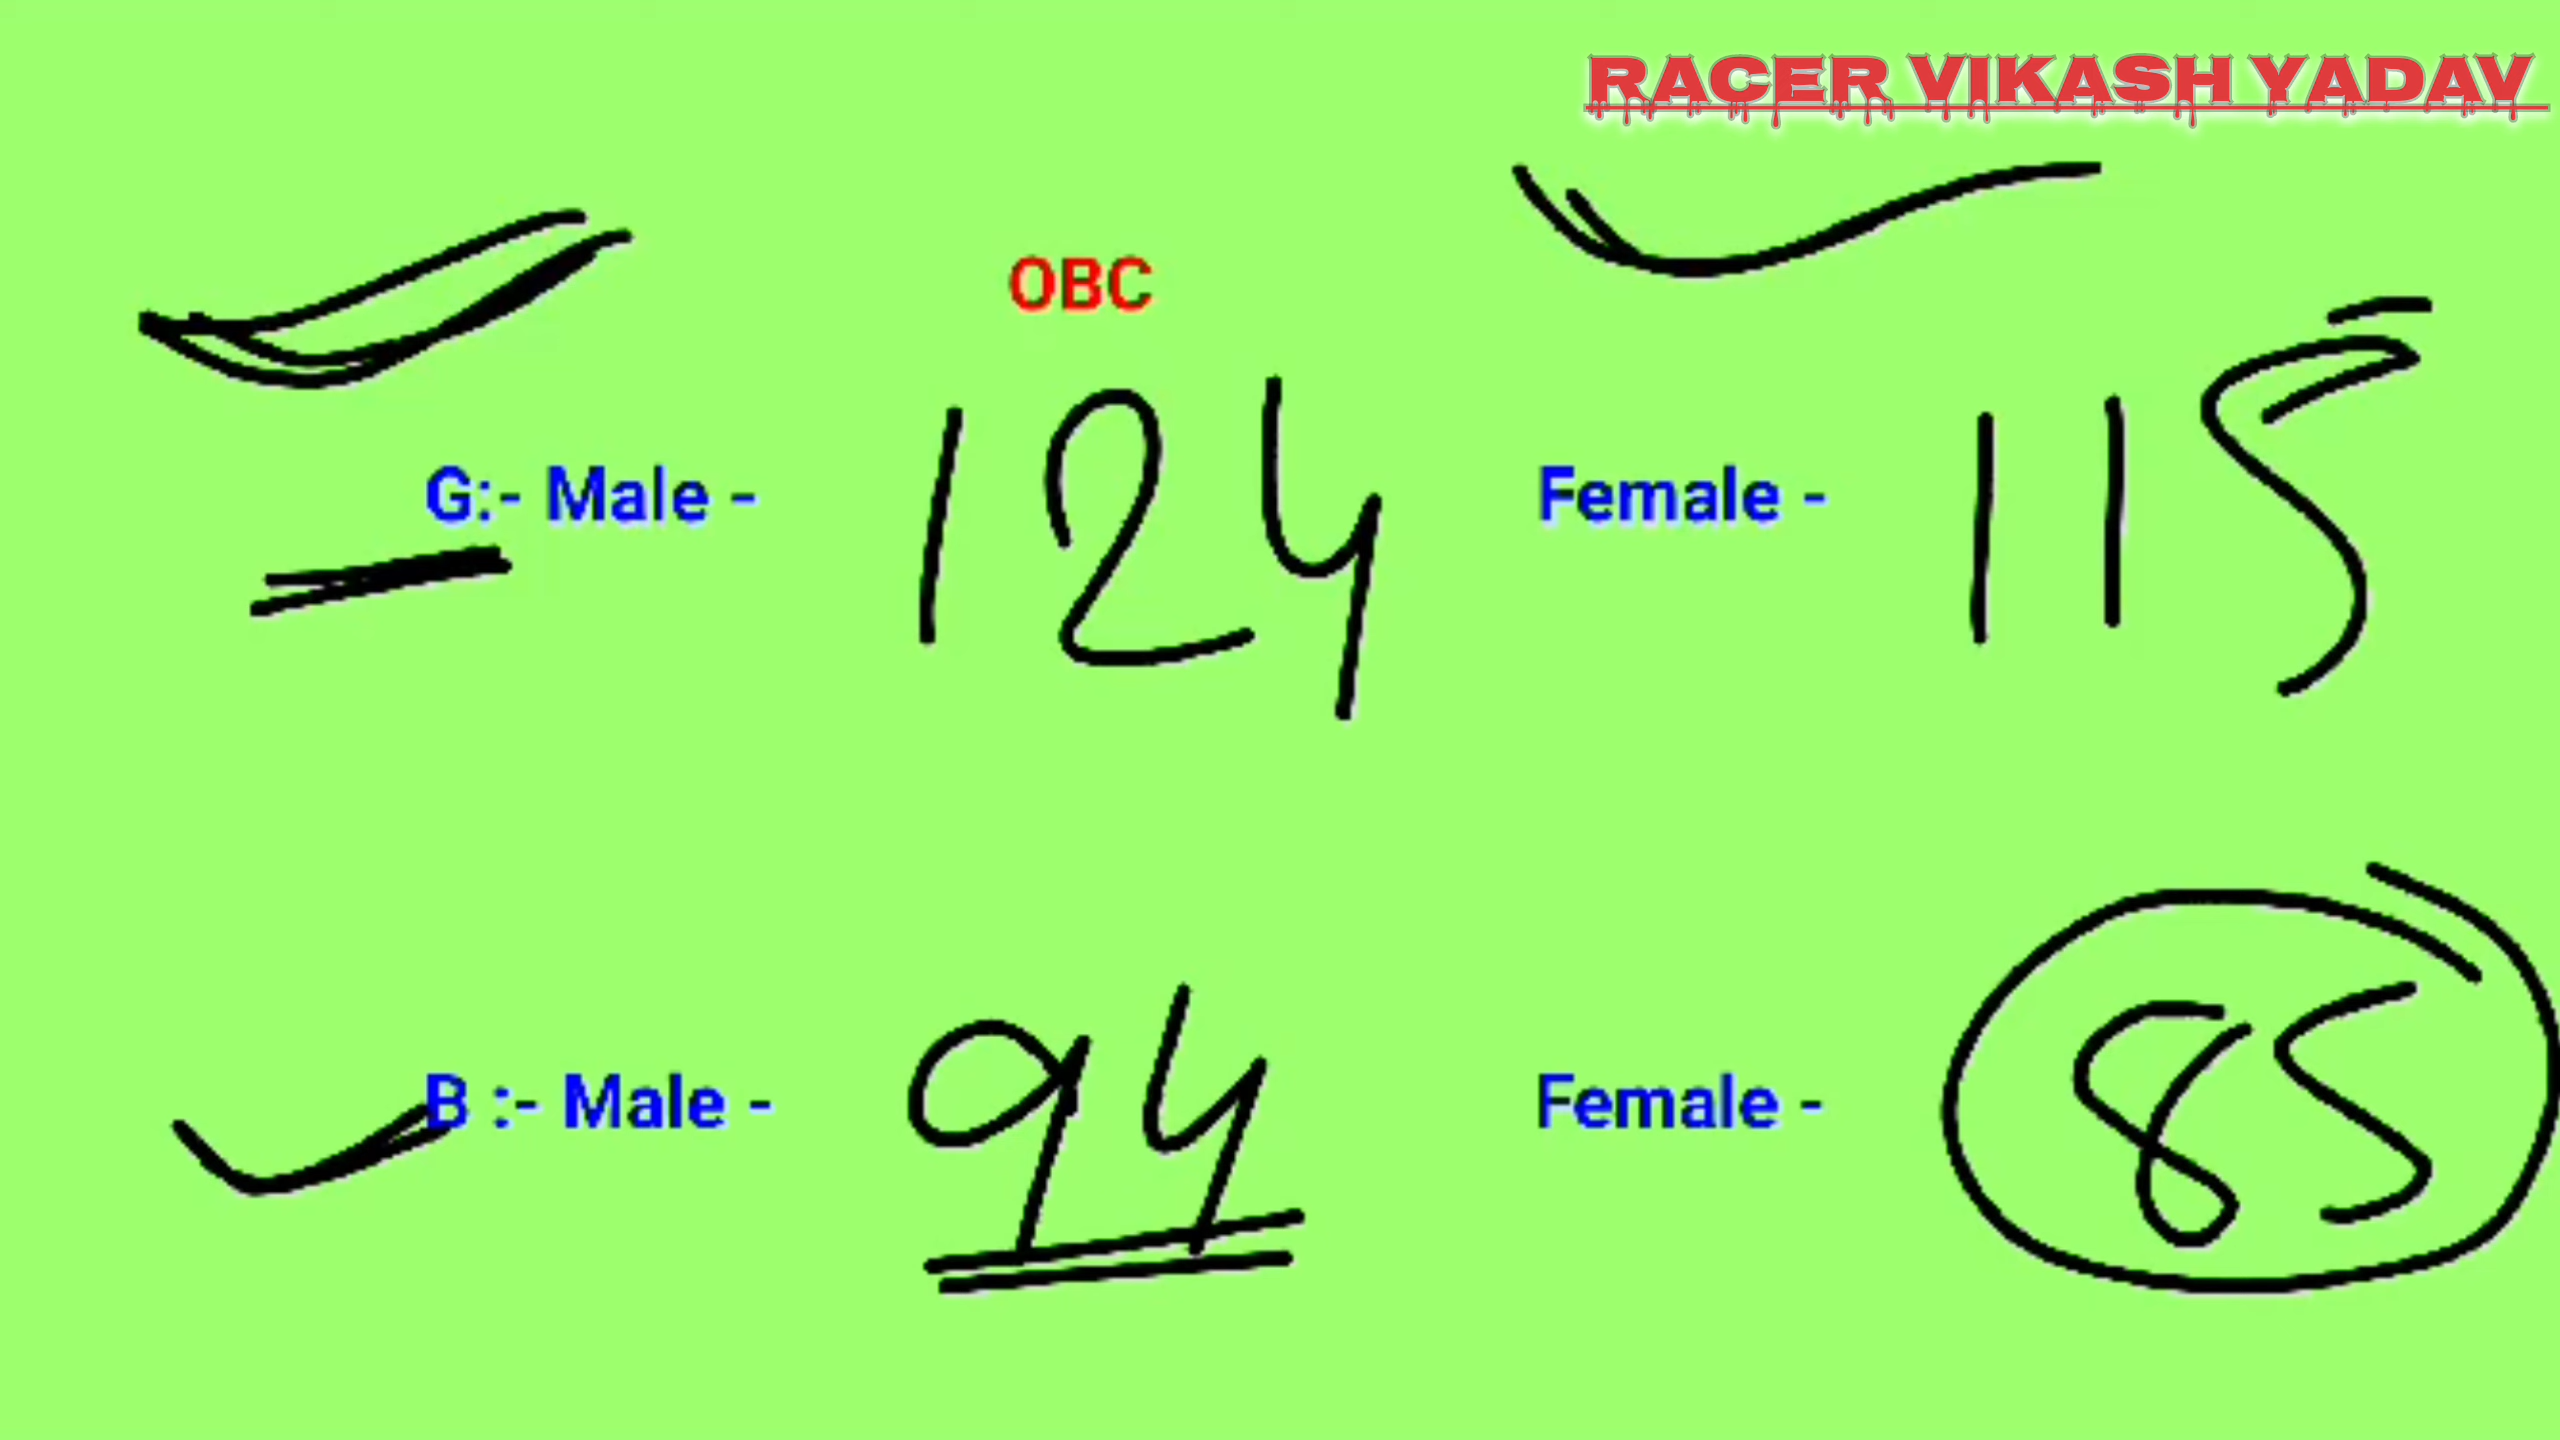 RACER VIKASH YADAV
OBC
G:- Male - 124 Female - 115
B :- Male - 94 Female - 85